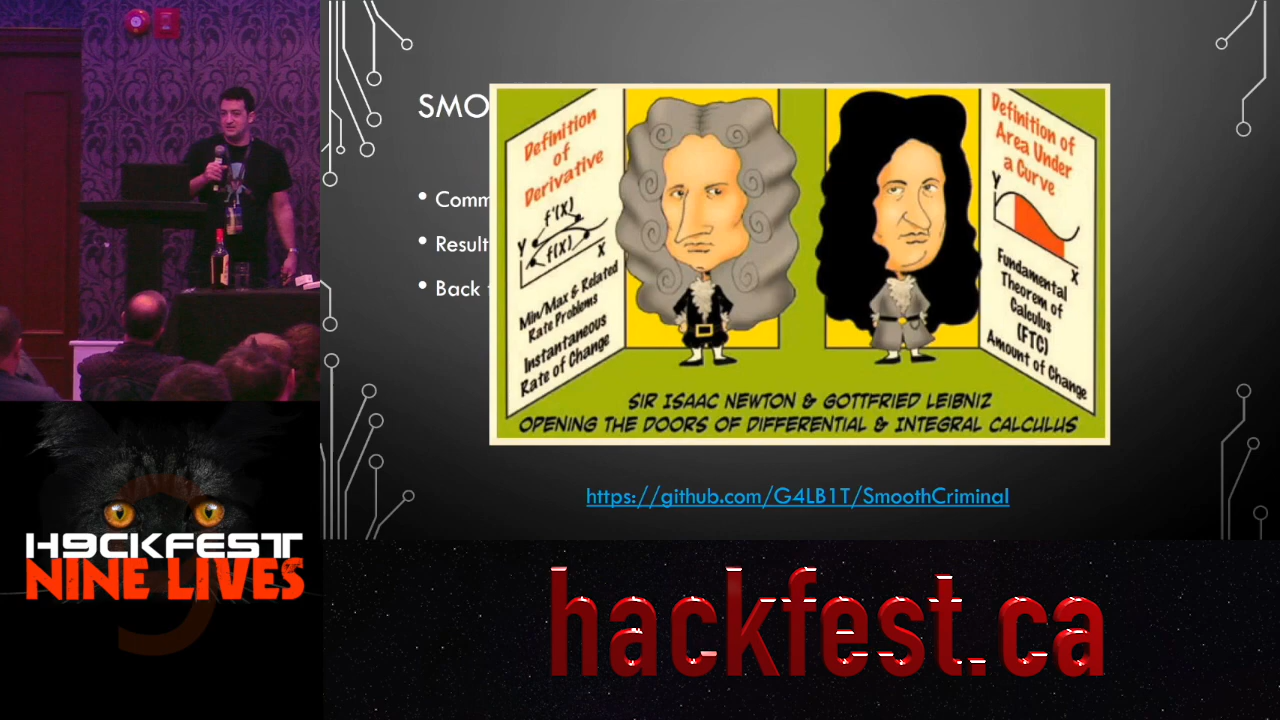 SMO
• Comm
• Result
• Back
Definition
of
Derivative
f'(X)
Y
f(X)
X
Min/Max & Related
Rate Problems
Instantaneous
Rate of Change
Definition of
Area Under
a Curve
Y
X
Fundamental
Theorem of
Calculus
(FTC)
Amount of Change
SIR ISAAC NEWTON & GOTTFRIED LEIBNIZ
OPENING THE DOORS OF DIFFERENTIAL & INTEGRAL CALCULUS
https://github.com/G4LB1T/SmoothCriminal
9
H9CKFEST
NINE LIVES
hackfest.ca